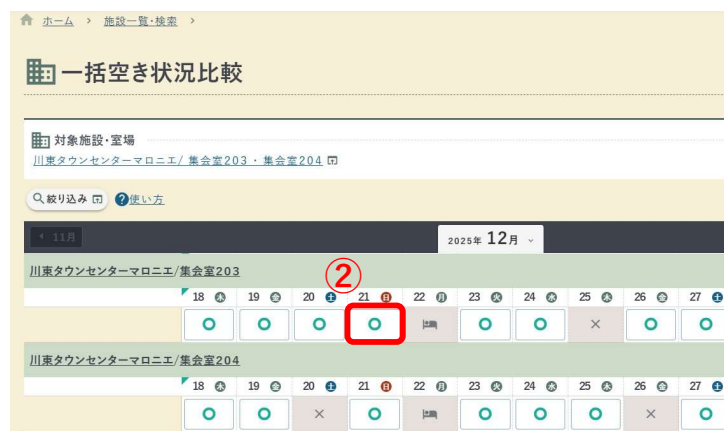 ホーム > 施設一覧・検索 >
一括空き状況比較
対象施設・室場
川東タウンセンターマロニエ/ 集会室203 ・ 集会室204
絞り込み ?使い方
11月 2025年 12月
川東タウンセンターマロニエ/集会室203
②
18 木 19 金 20 土 21 日 22 月 23 火 24 水 25 木 26 金 27 土
○ ○ ○ ○ ○ ○ × ○ ○
川東タウンセンターマロニエ/集会室204
18 木 19 金 20 土 21 日 22 月 23 火 24 水 25 木 26 金 27 土
○ ○ × ○ ○ ○ ○ × ○